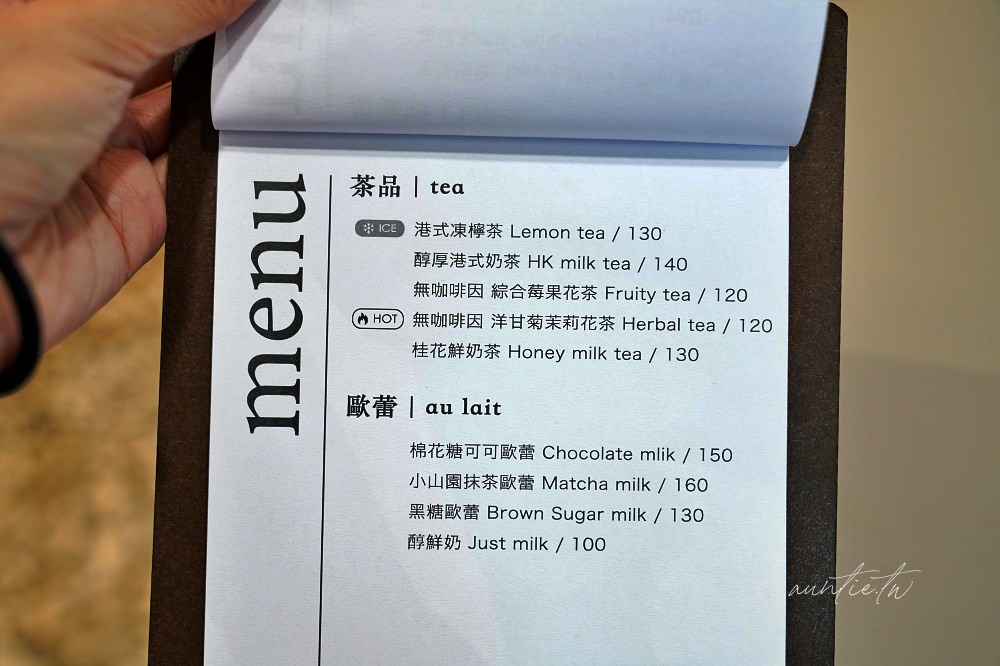 menu
茶品 | tea
ICE 港式凍檸茶 Lemon tea / 130
醇厚港式奶茶 HK milk tea / 140
無咖啡因 綜合莓果花茶 Fruity tea / 120
HOT 無咖啡因 洋甘菊茉莉花茶 Herbal tea / 120
桂花鮮奶茶 Honey milk tea / 130
歐蕾 | au lait
棉花糖可可歐蕾 Chocolate mlik / 150
小山園抹茶歐蕾 Matcha milk / 160
黑糖歐蕾 Brown Sugar milk / 130
醇鮮奶 Just milk / 100
auntie.tw